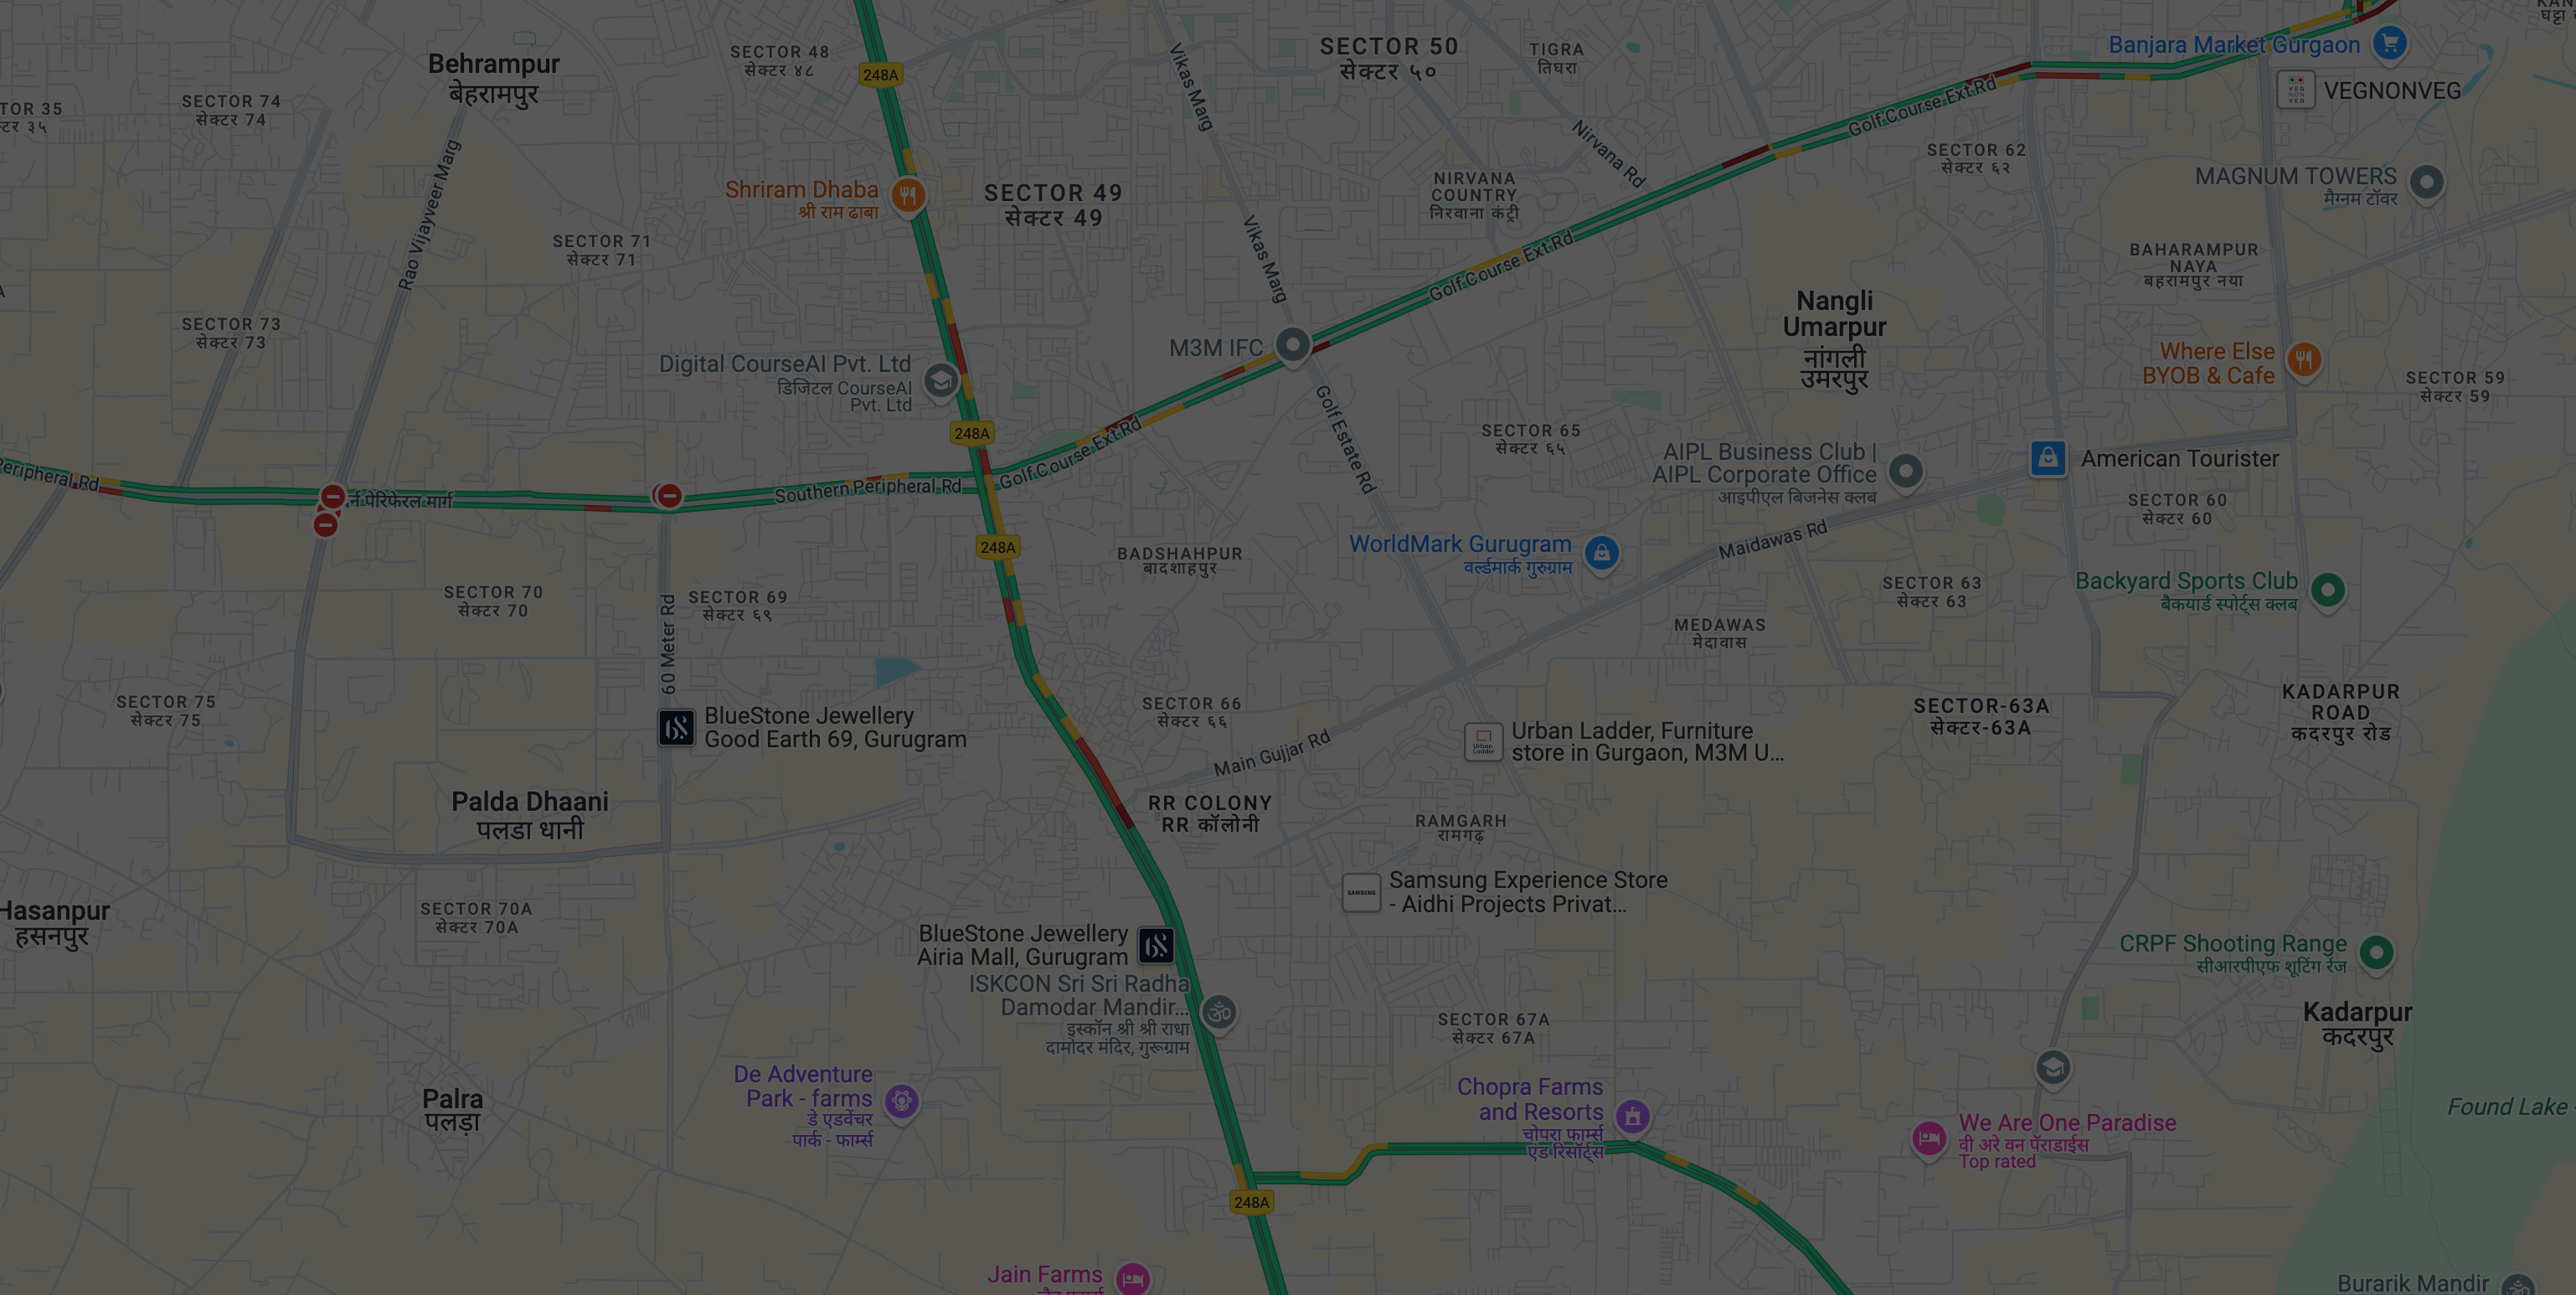 Behrampur
बेहरामपुर
SECTOR 48
सेक्टर ४८
248A
Vikas Marg
SECTOR 50
सेक्टर ५०
TIGRA
तिघरा
Banjara Market Gurgaon
VEGNONVEG
TOR 35
SECTOR 74
सेक्टर 74
Rao Vijayveer Marg
Shriram Dhaba
श्री राम ढाबा
SECTOR 49
सेक्टर 49
NIRVANA
COUNTRY
निरवाना कंट्री
Nirvana Rd
Golf Course Ext Rd
SECTOR 62
सेक्टर ६२
MAGNUM TOWERS
मैग्नम टॉवर
SECTOR 71
सेक्टर 71
Vikas Marg
Golf Course Ext Rd
BAHARAMPUR
NAYA
बहरामपुर नया
SECTOR 73
सेक्टर 73
Nangli
Umarpur
नांगली
उमरपुर
Digital CourseAI Pvt. Ltd
डिजिटल CourseAI
Pvt. Ltd
M3M IFC
Where Else
BYOB & Cafe
SECTOR 59
सेक्टर ५९
248A
Golf Course Ext Rd
Golf Estate Rd
SECTOR 65
सेक्टर ६५
AIPL Business Club |
AIPL Corporate Office
आइपीएल बिजनेस क्लब
American Tourister
Peripheral Rd
र्न पेरिफेरल मार्ग
Southern Peripheral Rd
SECTOR 60
सेक्टर 60
248A
BADSHAHPUR
बादशाहपुर
WorldMark Gurugram
वर्ल्डमार्क गुरुग्राम
Maidawas Rd
SECTOR 70
सेक्टर 70
60 Meter Rd
SECTOR 69
सेक्टर ६९
SECTOR 63
सेक्टर 63
Backyard Sports Club
बैकयार्ड स्पोर्ट्स क्लब
MEDAWAS
मेदावास
SECTOR 75
सेक्टर 75
BlueStone Jewellery
Good Earth 69, Gurugram
SECTOR 66
सेक्टर ६६
Main Gujjar Rd
Urban Ladder, Furniture
store in Gurgaon, M3M U...
SECTOR-63A
सेक्टर-63A
KADARPUR
ROAD
कदरपुर रोड
Palda Dhaani
पलडा धानी
RR COLONY
RR कॉलोनी
RAMGARH
रामगढ़
Hasanpur
हसनपुर
SECTOR 70A
सेक्टर 70A
SAMSUNG
Samsung Experience Store
- Aidhi Projects Privat...
BlueStone Jewellery
Airia Mall, Gurugram
ISKCON Sri Sri Radha
Damodar Mandir...
इस्कॉन श्री श्री राधा
दामोदर मंदिर, गुरूग्राम
CRPF Shooting Range
सीआरपीएफ शूटिंग रेंज
Kadarpur
कदरपुर
SECTOR 67A
सेक्टर 67A
Palra
पलड़ा
De Adventure
Park - farms
डे एडवेंचर
पार्क - फार्म्स
Chopra Farms
and Resorts
चोपरा फार्म्स
एंड रिसॉर्ट्स
We Are One Paradise
वी अरे वन पॅराडाईस
Top rated
Found Lake
248A
Jain Farms
Burarik Mandir